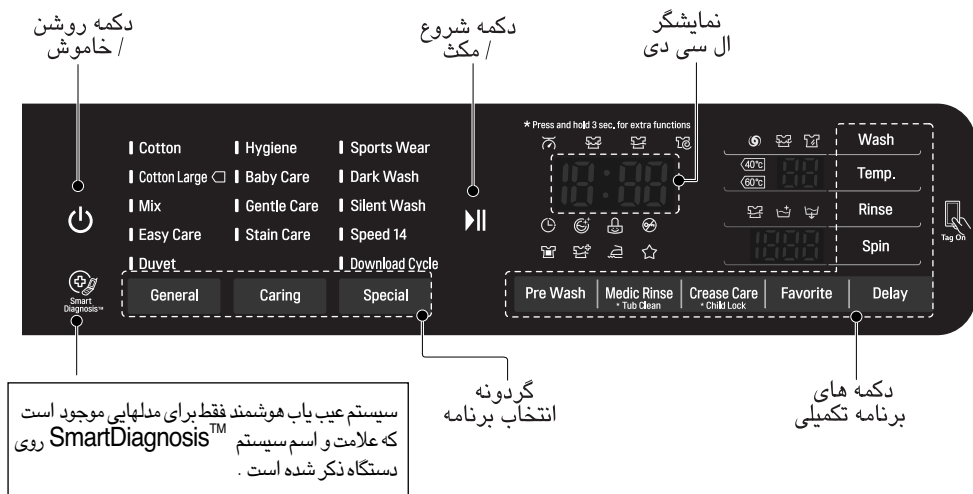 دکمه روشن
/ خاموش
دکمه شروع
/ مکث
نمایشگر
ال سی دی
* Press and hold 3 sec. for extra functions
Cotton
Cotton Large
Mix
Easy Care
Duvet
Hygiene
Baby Care
Gentle Care
Stain Care
Sports Wear
Dark Wash
Silent Wash
Speed 14
Download Cycle
18:88
40°c
60°c
88
1888
Wash
Temp.
Rinse
Spin
Tag On
Smart
Diagnosis™
General
Caring
Special
Pre Wash
Medic Rinse
* Tub Clean
Crease Care
* Child Lock
Favorite
Delay
سیستم عیب یاب هوشمند فقط برای مدلهایی موجود است
که علامت و اسم سیستم SmartDiagnosis™ روی
دستگاه ذکر شده است .
گردونه
انتخاب برنامه
دکمه های
برنامه تکمیلی